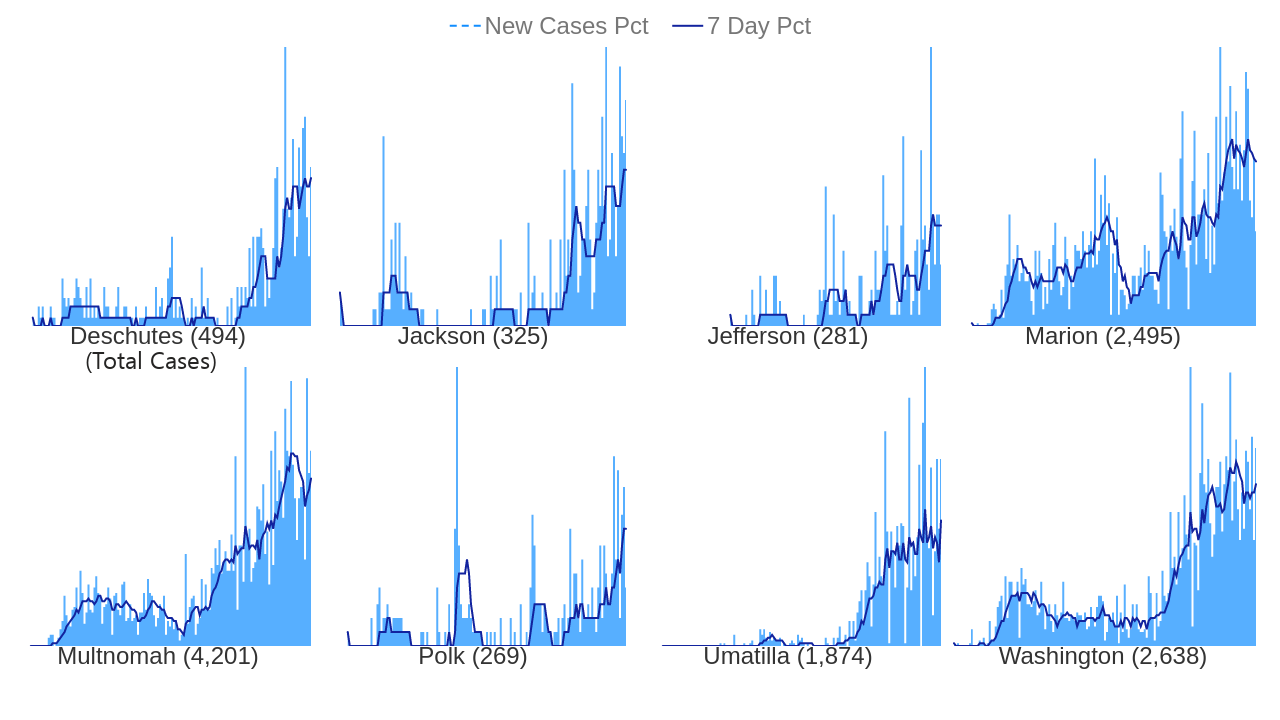 New Cases Pct 7 Day Pct
Deschutes (494) Jackson (325) Jefferson (281) Marion (2,495)
(Total Cases)
Multnomah (4,201) Polk (269) Umatilla (1,874) Washington (2,638)